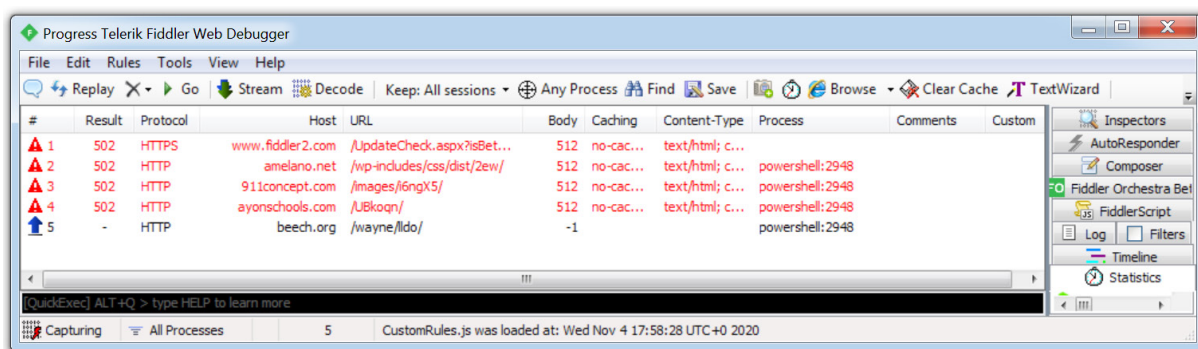 Progress Telerik Fiddler Web Debugger
File Edit Rules Tools View Help
Replay Go Stream Decode Keep: All sessions Any Process Find Save Browse Clear Cache TextWizard
# Result Protocol Host URL Body Caching Content-Type Process Comments Custom
1 502 HTTPS www.fiddler2.com /UpdateCheck.aspx?isBet... 512 no-cac... text/html; c...
2 502 HTTP amelano.net /wp-includes/css/dist/2ew/ 512 no-cac... text/html; c... powershell:2948
3 502 HTTP 911concept.com /images/i6ngX5/ 512 no-cac... text/html; c... powershell:2948
4 502 HTTP ayonschools.com /UBkoqn/ 512 no-cac... text/html; c... powershell:2948
5 - HTTP beech.org /wayne/lldo/ -1 powershell:2948
Inspectors
AutoResponder
Composer
FO Fiddler Orchestra Bet
FiddlerScript
Log Filters
Timeline
Statistics
[QuickExec] ALT+Q > type HELP to learn more
Capturing All Processes 5 CustomRules.js was loaded at: Wed Nov 4 17:58:28 UTC+0 2020